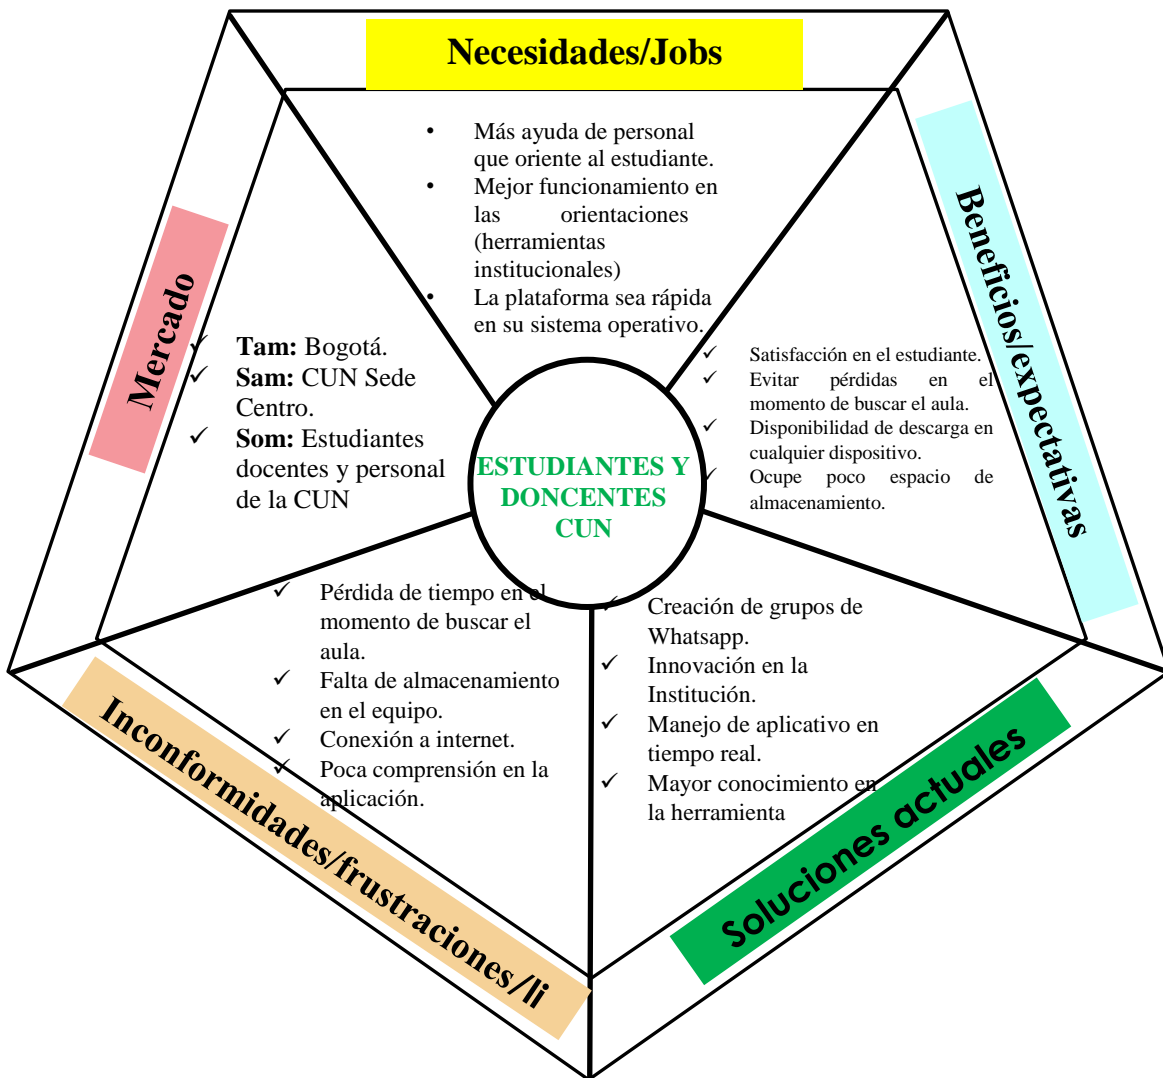 Necesidades/Jobs
• Más ayuda de personal
que oriente al estudiante.
• Mejor funcionamiento en
las orientaciones
(herramientas
institucionales)
• La plataforma sea rápida
en su sistema operativo.
Beneficios/expectativas
✓ Satisfacción en el estudiante.
✓ Evitar pérdidas en el
momento de buscar el aula.
✓ Disponibilidad de descarga en
cualquier dispositivo.
✓ Ocupe poco espacio de
almacenamiento.
Mercado
✓ Tam: Bogotá.
✓ Sam: CUN Sede
Centro.
✓ Som: Estudiantes
docentes y personal
de la CUN
ESTUDIANTES Y
DONCENTES
CUN
✓ Pérdida de tiempo en el
momento de buscar el
aula.
✓ Falta de almacenamiento
en el equipo.
✓ Conexión a internet.
✓ Poca comprensión en la
aplicación.
Inconformidades/frustraciones/li
✓ Creación de grupos de
Whatsapp.
✓ Innovación en la
Institución.
✓ Manejo de aplicativo en
tiempo real.
✓ Mayor conocimiento en
la herramienta
Soluciones actuales